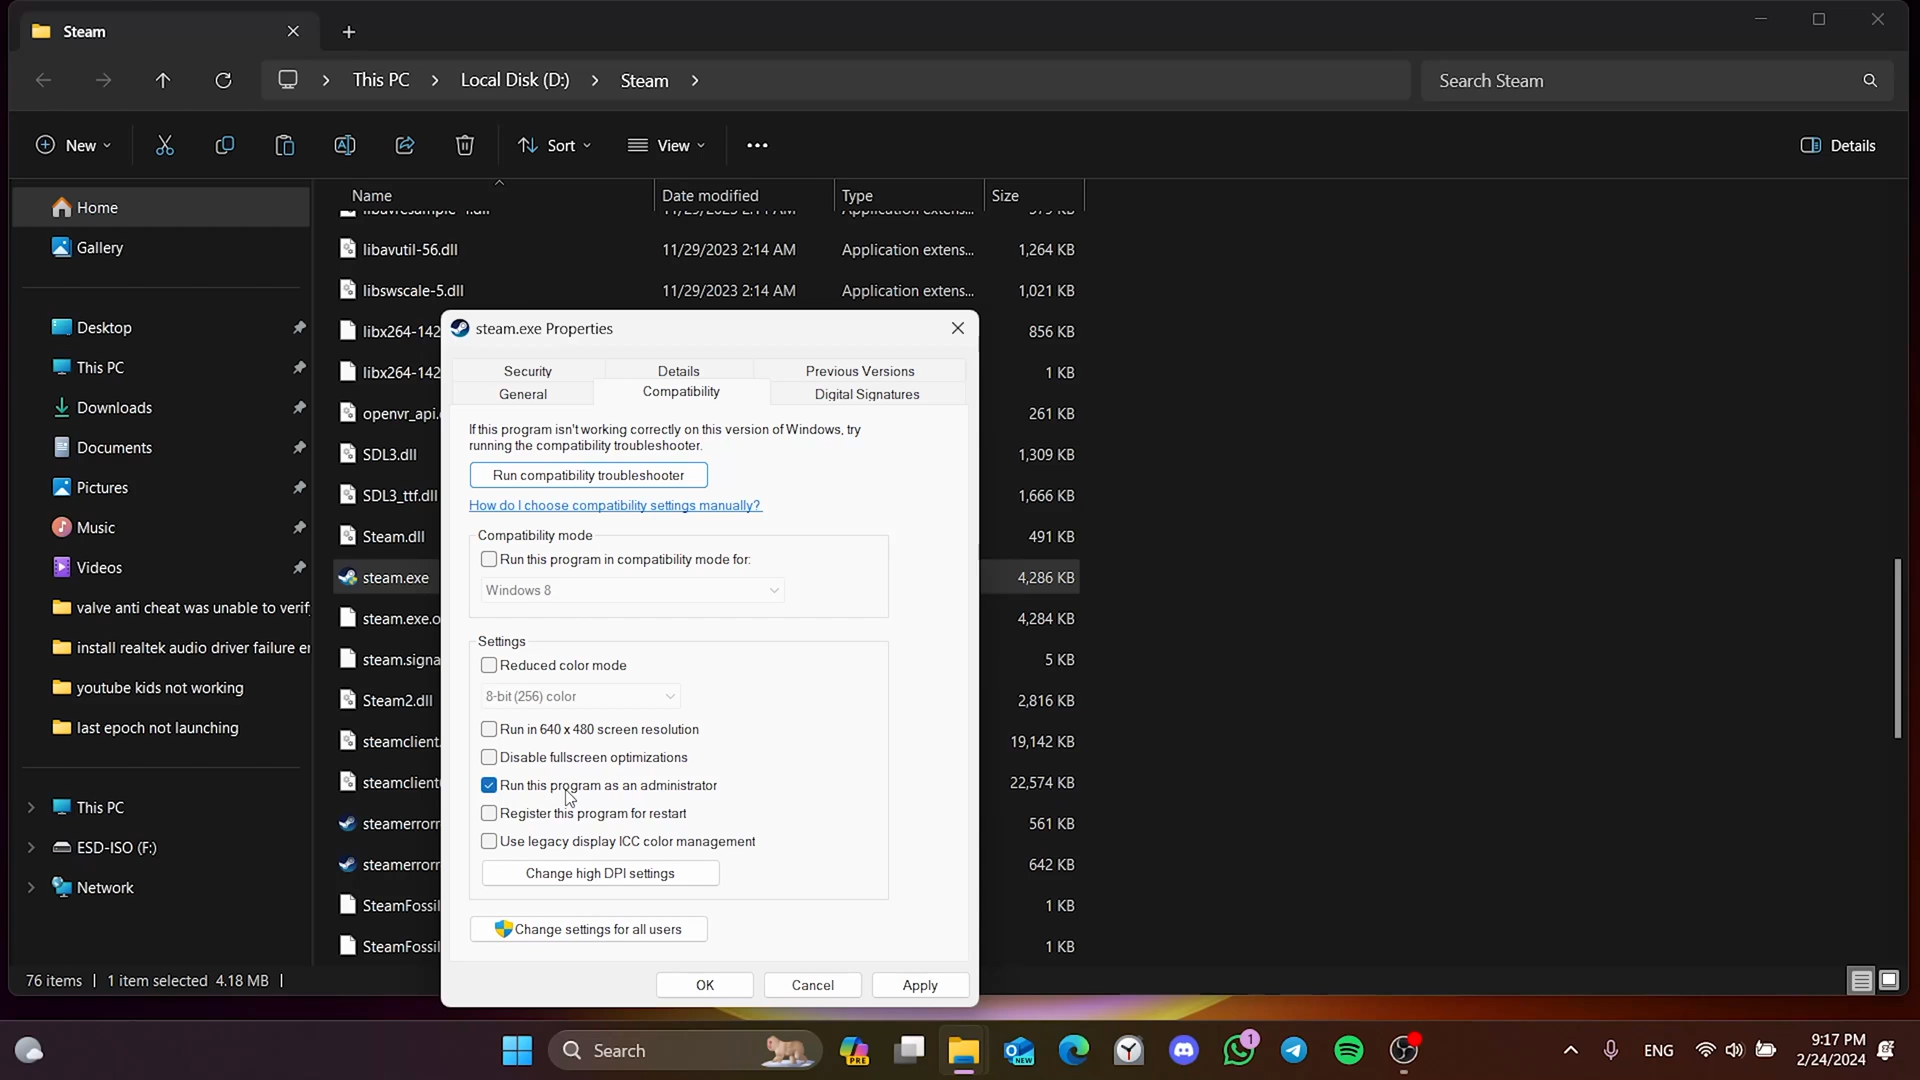 Steam
This PC
Local Disk (D:)
Steam
Search Steam
New
Sort
View
Details
Home
Gallery
Desktop
This PC
Downloads
Documents
Pictures
Music
Videos
valve anti cheat was unable to verif
install realtek audio driver failure er
youtube kids not working
last epoch not launching
This PC
ESD-ISO (F:)
Network
Name Date modified Type Size
libavresample-4.dll 11/29/2023 2:14 AM Application extens... 379 KB
libavutil-56.dll 11/29/2023 2:14 AM Application extens... 1,264 KB
libswscale-5.dll 11/29/2023 2:14 AM Application extens... 1,021 KB
libx264-142 856 KB
libx264-142 1 KB
openvr_api. 261 KB
SDL3.dll 1,309 KB
SDL3_ttf.dll 1,666 KB
Steam.dll 491 KB
steam.exe 4,286 KB
steam.exe.o 4,284 KB
steam.signa 5 KB
Steam2.dll 2,816 KB
steamclient. 19,142 KB
steamclient 22,574 KB
steamerrorr 561 KB
steamerrorr 642 KB
SteamFossil 1 KB
SteamFossil 1 KB
steam.exe Properties
Security Details Previous Versions
General Compatibility Digital Signatures
If this program isn't working correctly on this version of Windows, try
running the compatibility troubleshooter.
Run compatibility troubleshooter
How do I choose compatibility settings manually?
Compatibility mode
Run this program in compatibility mode for:
Windows 8
Settings
Reduced color mode
8-bit (256) color
Run in 640 x 480 screen resolution
Disable fullscreen optimizations
Run this program as an administrator
Register this program for restart
Use legacy display ICC color management
Change high DPI settings
Change settings for all users
OK Cancel Apply
76 items 1 item selected 4.18 MB
Search
PRE
NEW
1
ENG
9:17 PM
2/24/2024